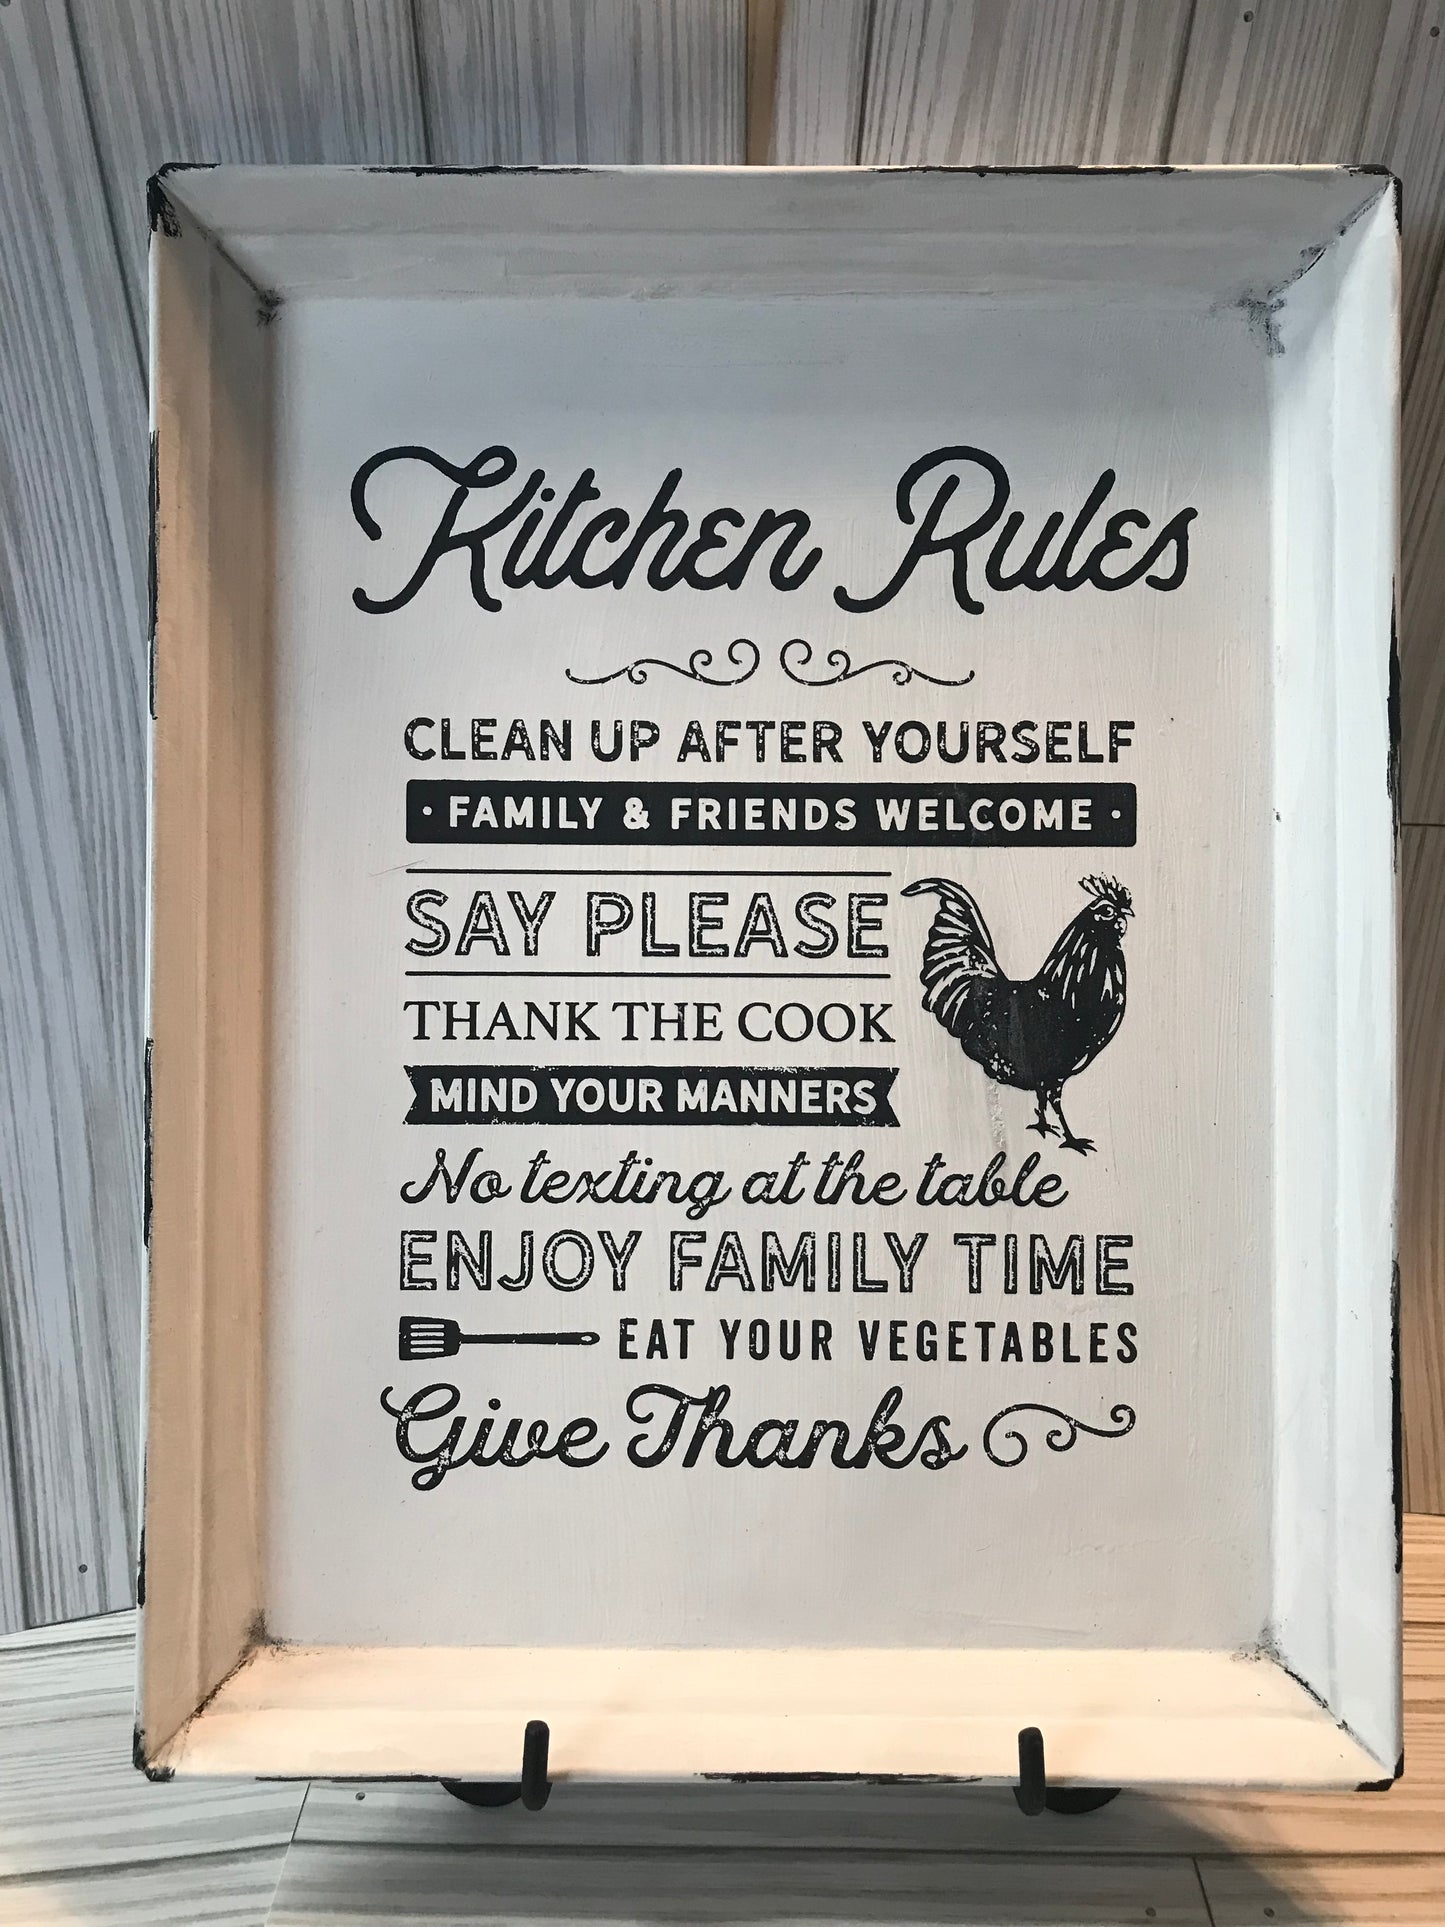 Kitchen Rules
CLEAN UP AFTER YOURSELF
· FAMILY & FRIENDS WELCOME ·
SAY PLEASE
THANK THE COOK
MIND YOUR MANNERS
No texting at the table
ENJOY FAMILY TIME
EAT YOUR VEGETABLES
Give Thanks